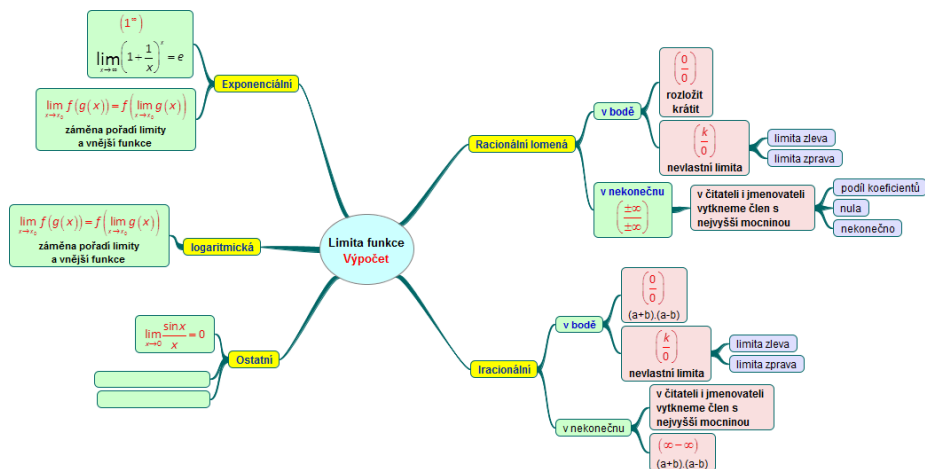 Limita funkce
Výpočet
Exponenciální
(1^∞)
lim x→∞ (1+1/x)^x = e
lim x→x₀ f(g(x)) = f(lim x→x₀ g(x))
záměna pořadí limity
a vnější funkce
logaritmická
lim x→x₀ f(g(x)) = f(lim x→x₀ g(x))
záměna pořadí limity
a vnější funkce
Ostatní
lim x→0 sinx/x = 0
Racionální lomená
v bodě
(0/0)
rozložit
krátit
(k/0)
nevlastní limita
limita zleva
limita zprava
v nekonečnu
(±∞/±∞)
v čitateli i jmenovateli
vytkneme člen s
nejvyšší mocninou
podíl koeficientů
nula
nekonečno
Iracionální
v bodě
(0/0)
(a+b).(a-b)
(k/0)
nevlastní limita
limita zleva
limita zprava
v nekonečnu
v čitateli i jmenovateli
vytkneme člen s
nejvyšší mocninou
(∞−∞)
(a+b).(a-b)